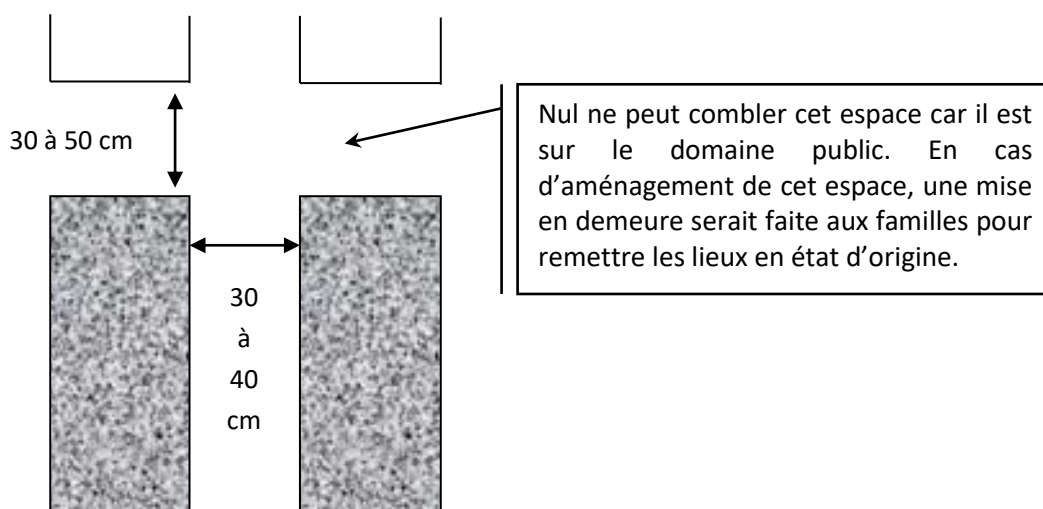 30 à 50 cm
Nul ne peut combler cet espace car il est
sur le domaine public. En cas
d’aménagement de cet espace, une mise
en demeure serait faite aux familles pour
remettre les lieux en état d’origine.
30
à
40
cm